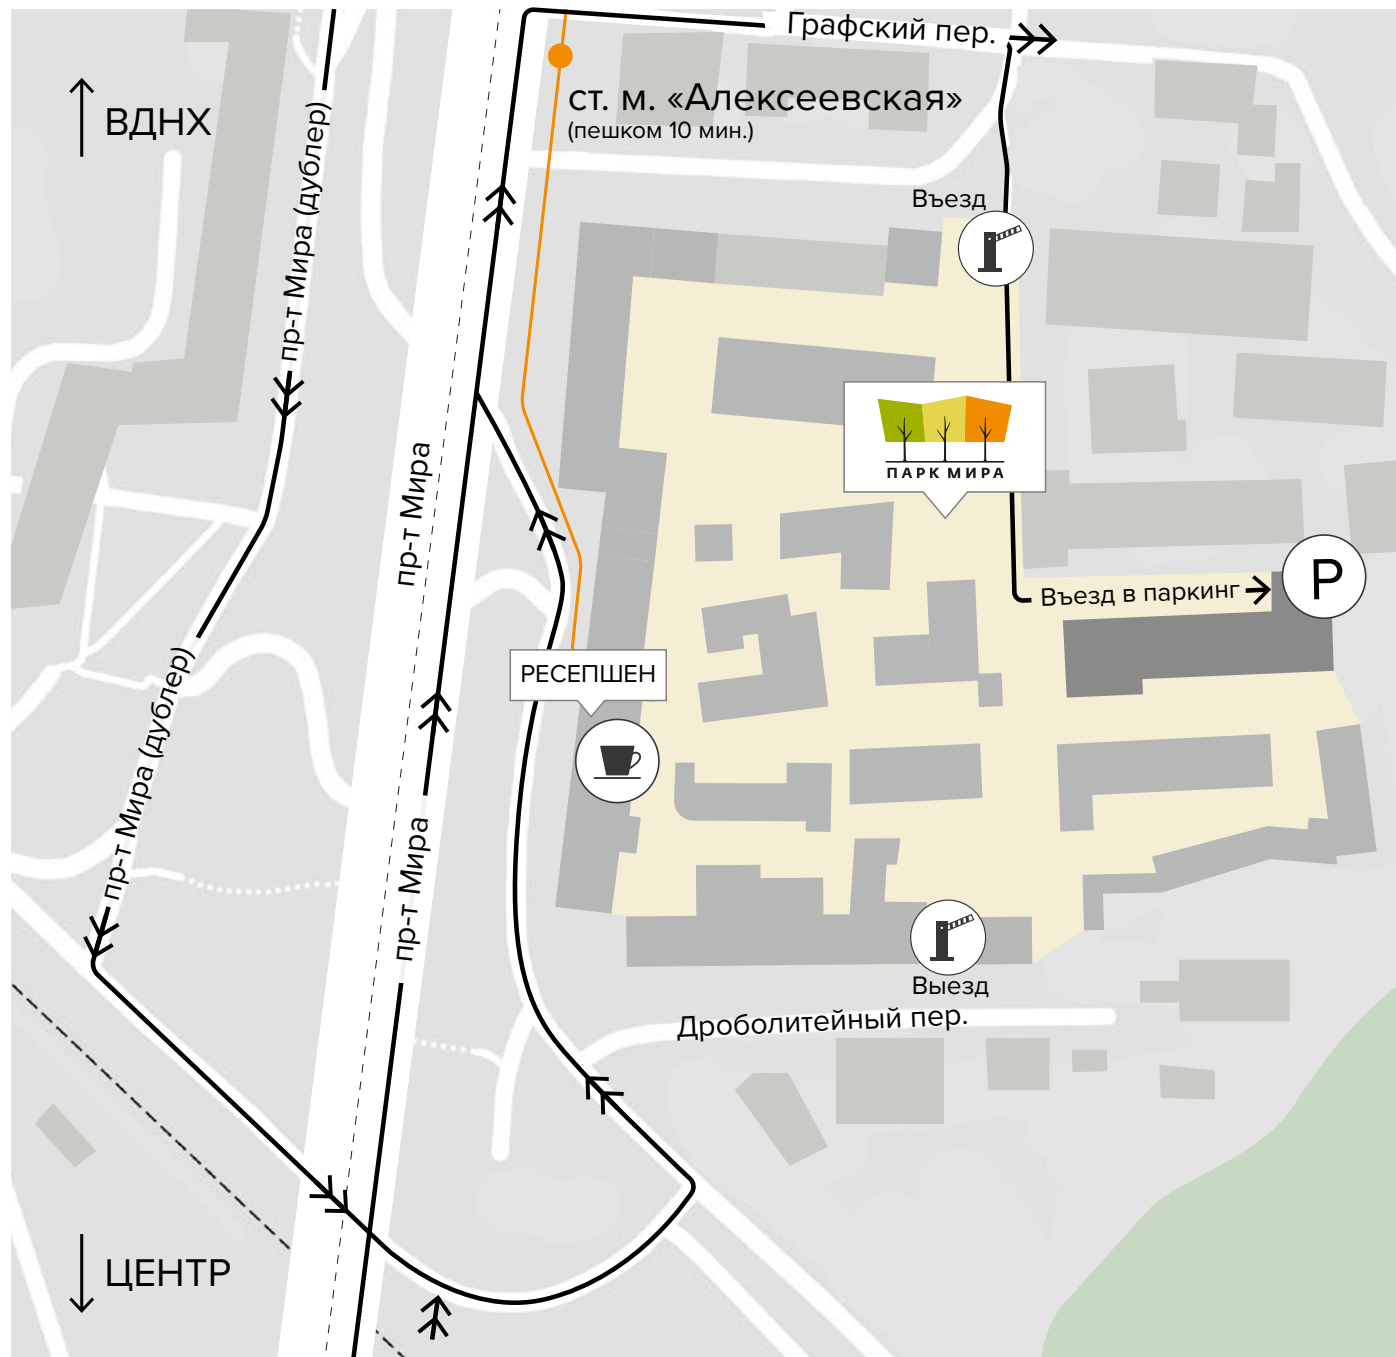 Графский пер.
ст. м. «Алексеевская»
(пешком 10 мин.)
ВДНХ
пр-т Мира (дублер)
Въезд
пр-т Мира
ПАРК МИРА
Въезд в паркинг
P
РЕСЕПШЕН
пр-т Мира (дублер)
пр-т Мира
Выезд
Дроболитейный пер.
ЦЕНТР